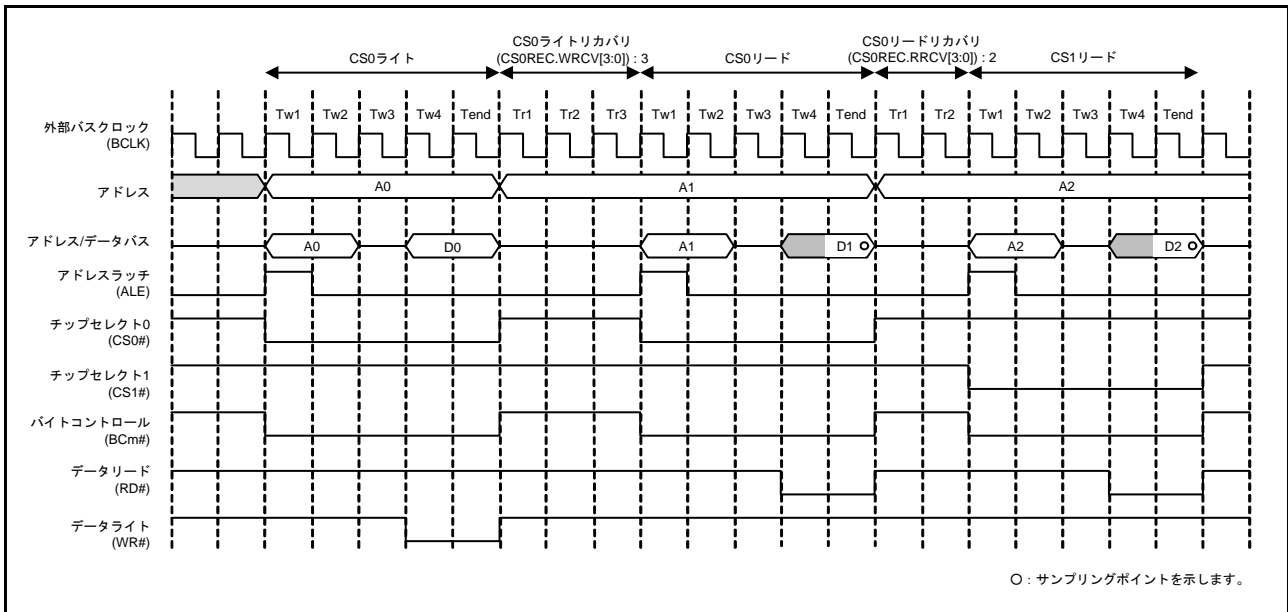 CS0ライト
CS0ライトリカバリ
(CS0REC.WRCV[3:0]) : 3
CS0リード
CS0リードリカバリ
(CS0REC.RRCV[3:0]) : 2
CS1リード
Tw1 Tw2 Tw3 Tw4 Tend Tr1 Tr2 Tr3 Tw1 Tw2 Tw3 Tw4 Tend Tr1 Tr2 Tw1 Tw2 Tw3 Tw4 Tend
外部バスクロック
(BCLK)
アドレス A0 A1 A2
アドレス/データバス A0 D0 A1 D1 A2 D2
アドレスラッチ
(ALE)
チップセレクト0
(CS0#)
チップセレクト1
(CS1#)
バイトコントロール
(BCm#)
データリード
(RD#)
データライト
(WR#)
○ : サンプリングポイントを示します。